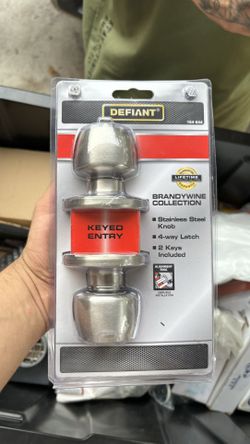 DEFIANT
LIFETIME
BRANDYWINE
COLLECTION
Stainless Steel
Knob
4-way Latch
2 Keys
Included
KEYED
ENTRY